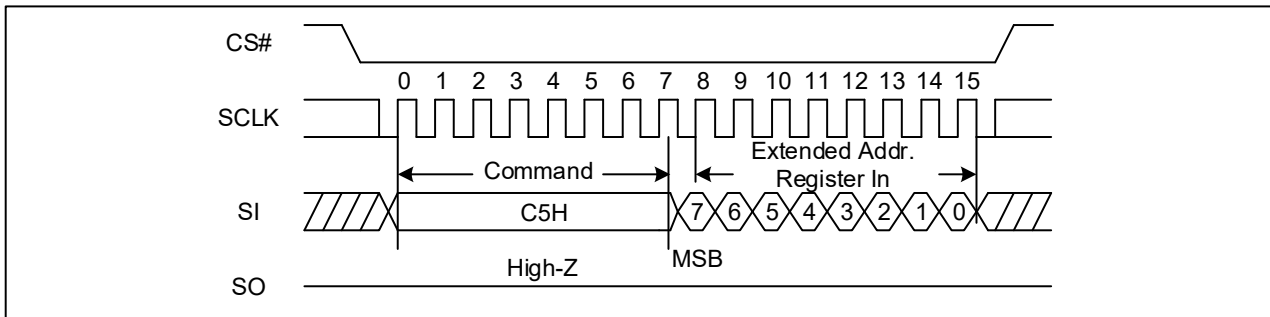 CS#
0 1 2 3 4 5 6 7 8 9 10 11 12 13 14 15
SCLK
Command
Extended Addr.
Register In
SI
C5H
7 6 5 4 3 2 1 0
MSB
High-Z
SO